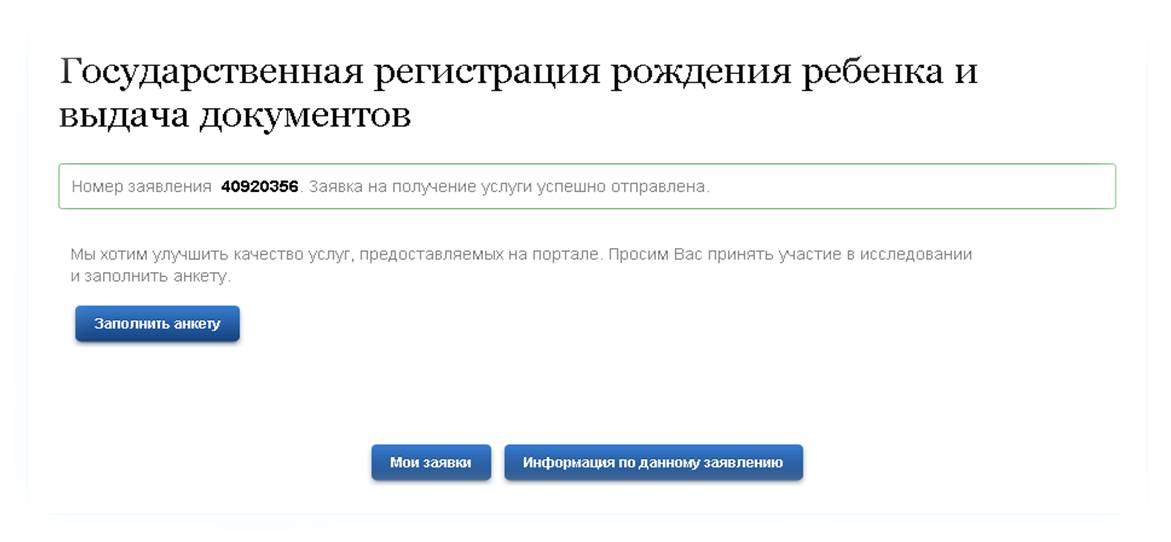 Государственная регистрация рождения ребенка и
выдача документов
Номер заявления 40920356. Заявка на получение услуги успешно отправлена.
Мы хотим улучшить качество услуг, предоставляемых на портале. Просим Вас принять участие в исследовании
и заполнить анкету.
Заполнить анкету
Мои заявки
Информация по данному заявлению